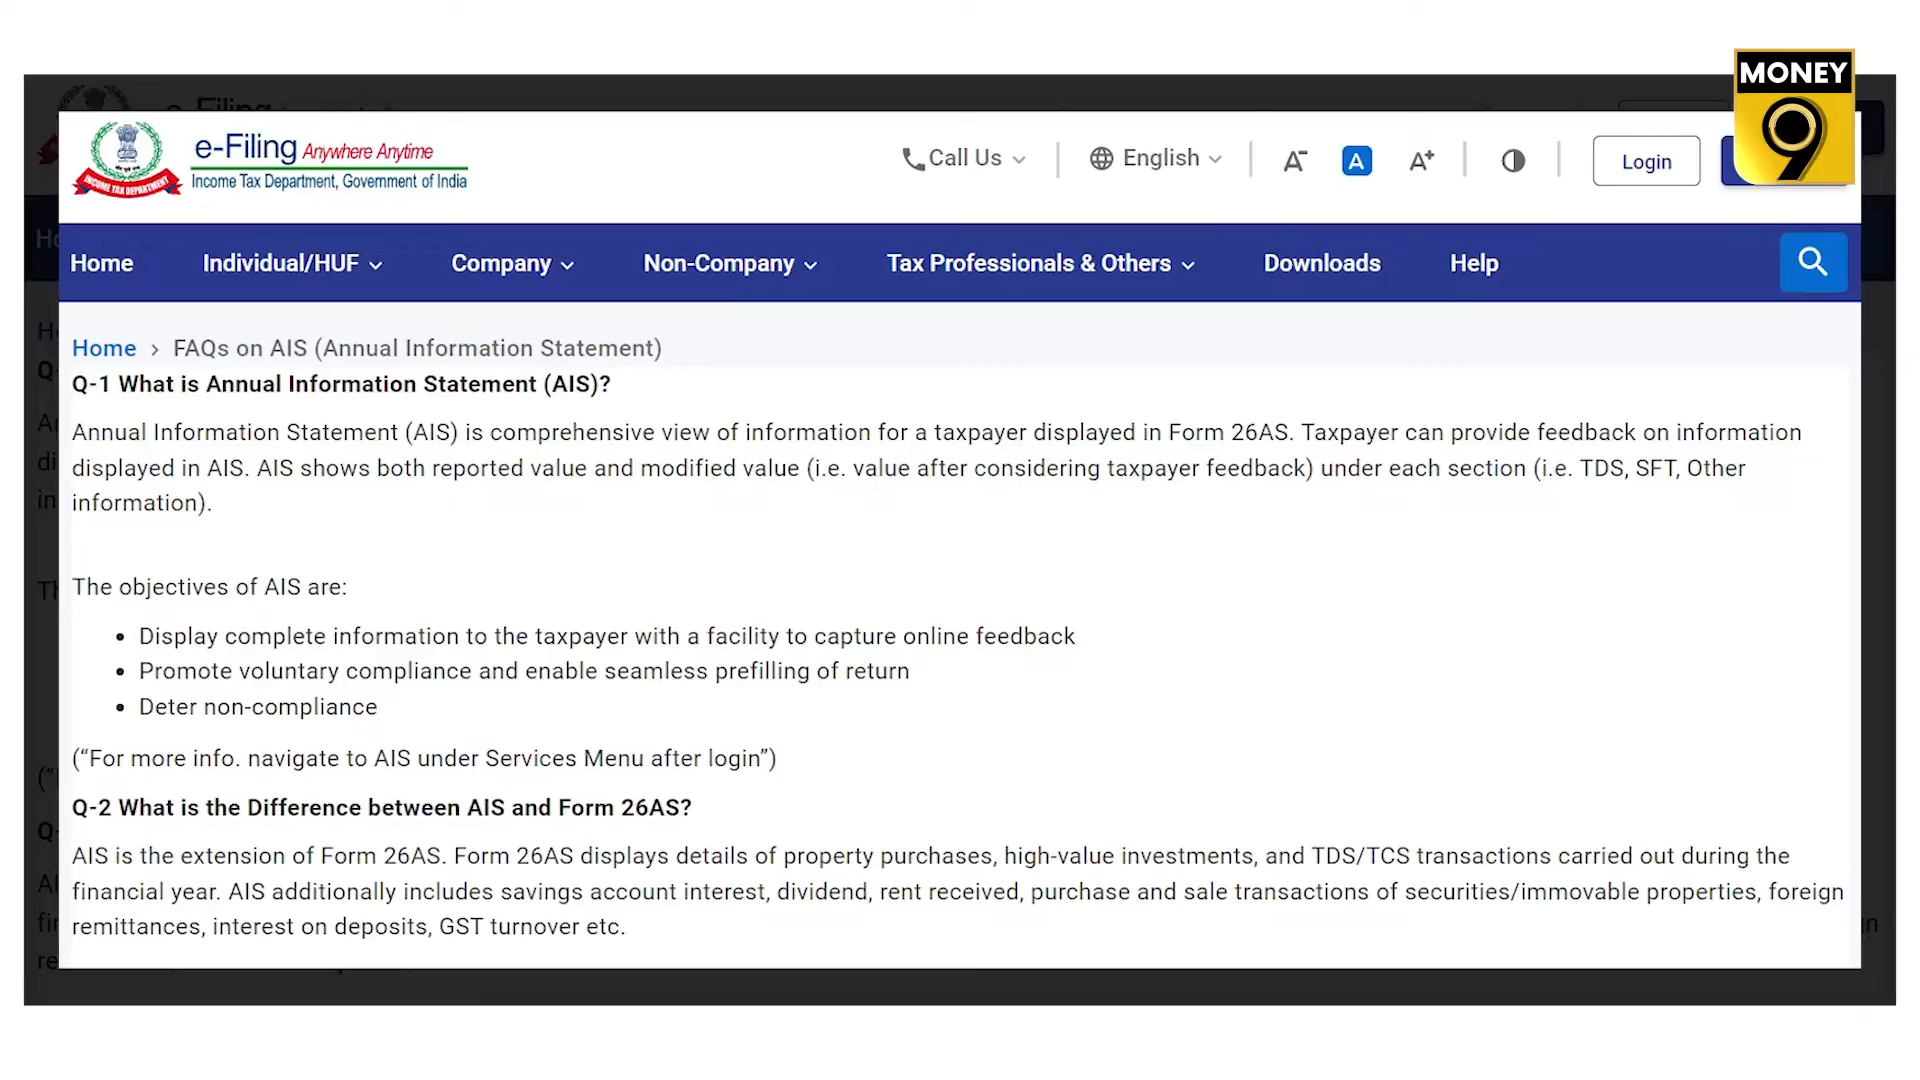 MONEY
9
e-Filing Anywhere Anytime
Income Tax Department, Government of India
INCOME TAX DEPARTMENT
Call Us
English
A-
A
A+
Login
Home
Individual/HUF
Company
Non-Company
Tax Professionals & Others
Downloads
Help
Home > FAQs on AIS (Annual Information Statement)
Q-1 What is Annual Information Statement (AIS)?
Annual Information Statement (AIS) is comprehensive view of information for a taxpayer displayed in Form 26AS. Taxpayer can provide feedback on information
displayed in AIS. AIS shows both reported value and modified value (i.e. value after considering taxpayer feedback) under each section (i.e. TDS, SFT, Other
information).
The objectives of AIS are:
• Display complete information to the taxpayer with a facility to capture online feedback
• Promote voluntary compliance and enable seamless prefilling of return
• Deter non-compliance
(“For more info. navigate to AIS under Services Menu after login”)
Q-2 What is the Difference between AIS and Form 26AS?
AIS is the extension of Form 26AS. Form 26AS displays details of property purchases, high-value investments, and TDS/TCS transactions carried out during the
financial year. AIS additionally includes savings account interest, dividend, rent received, purchase and sale transactions of securities/immovable properties, foreign
remittances, interest on deposits, GST turnover etc.